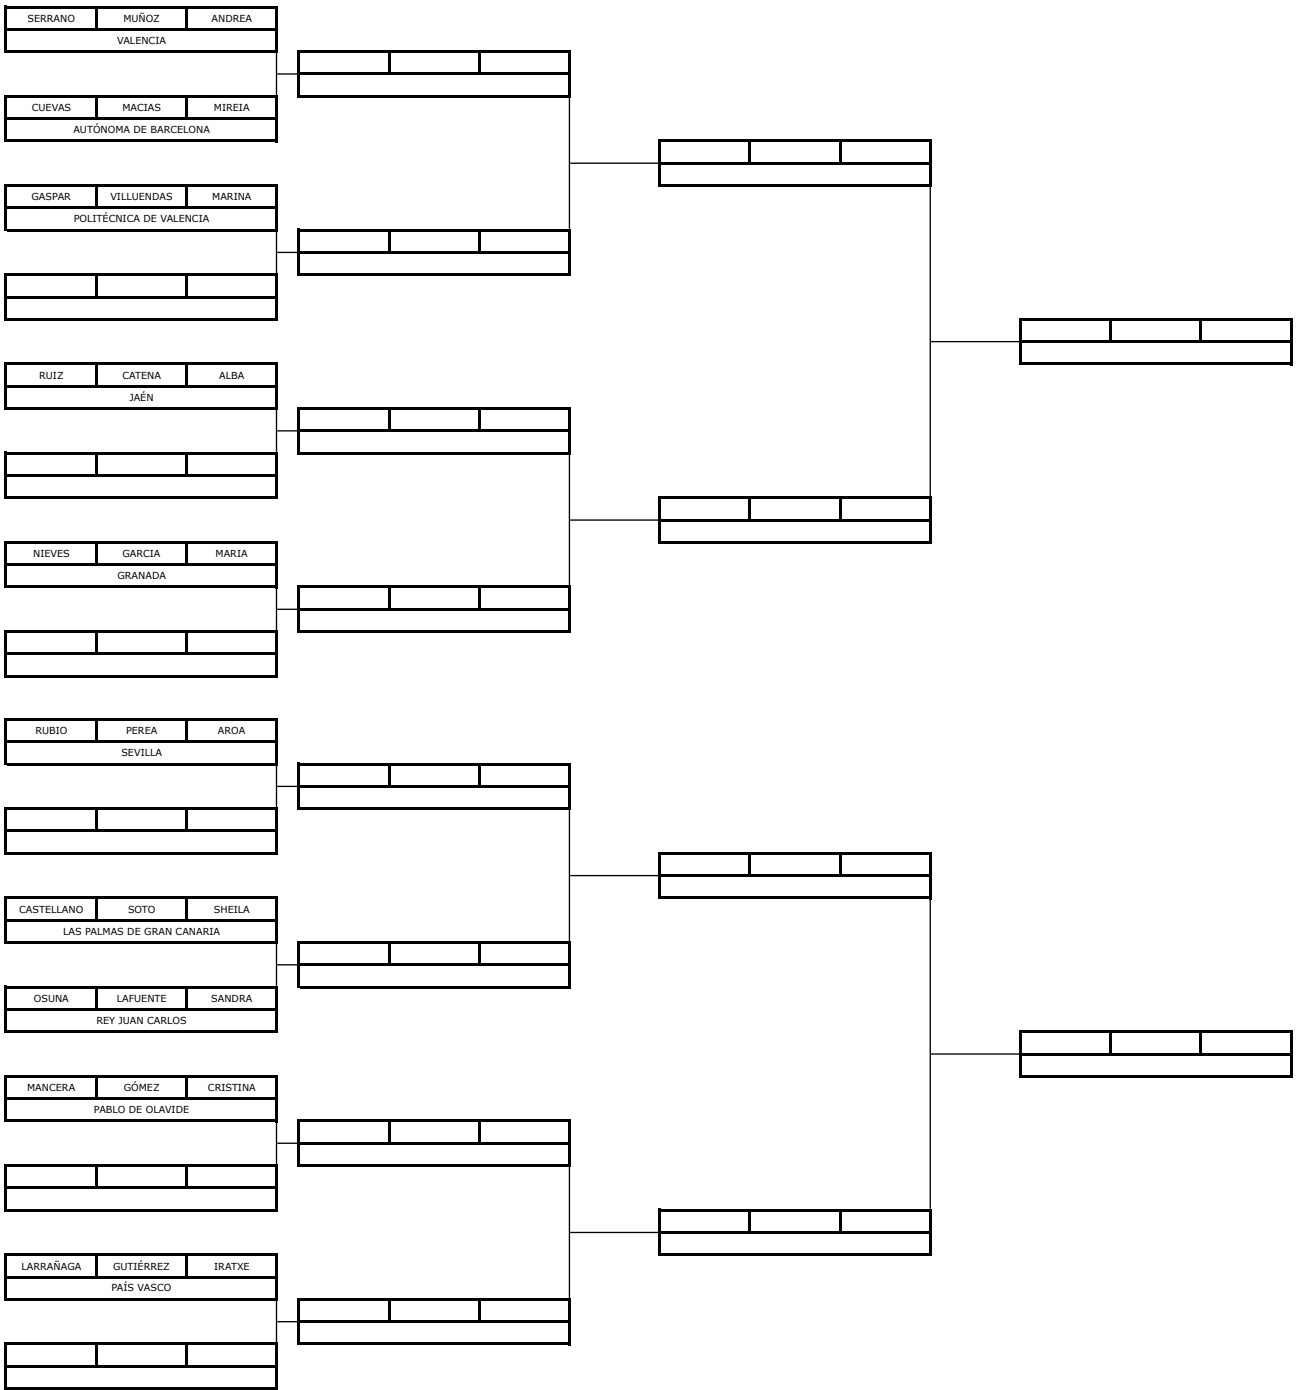 SERRANO MUÑOZ ANDREA
VALENCIA
CUEVAS MACIAS MIREIA
AUTÓNOMA DE BARCELONA
GASPAR VILLUENDAS MARINA
POLITÉCNICA DE VALENCIA
RUIZ CATENA ALBA
JAÉN
NIEVES GARCIA MARIA
GRANADA
RUBIO PEREA AROA
SEVILLA
CASTELLANO SOTO SHEILA
LAS PALMAS DE GRAN CANARIA
OSUNA LAFUENTE SANDRA
REY JUAN CARLOS
MANCERA GÓMEZ CRISTINA
PABLO DE OLAVIDE
LARRAÑAGA GUTIÉRREZ IRATXE
PAÍS VASCO